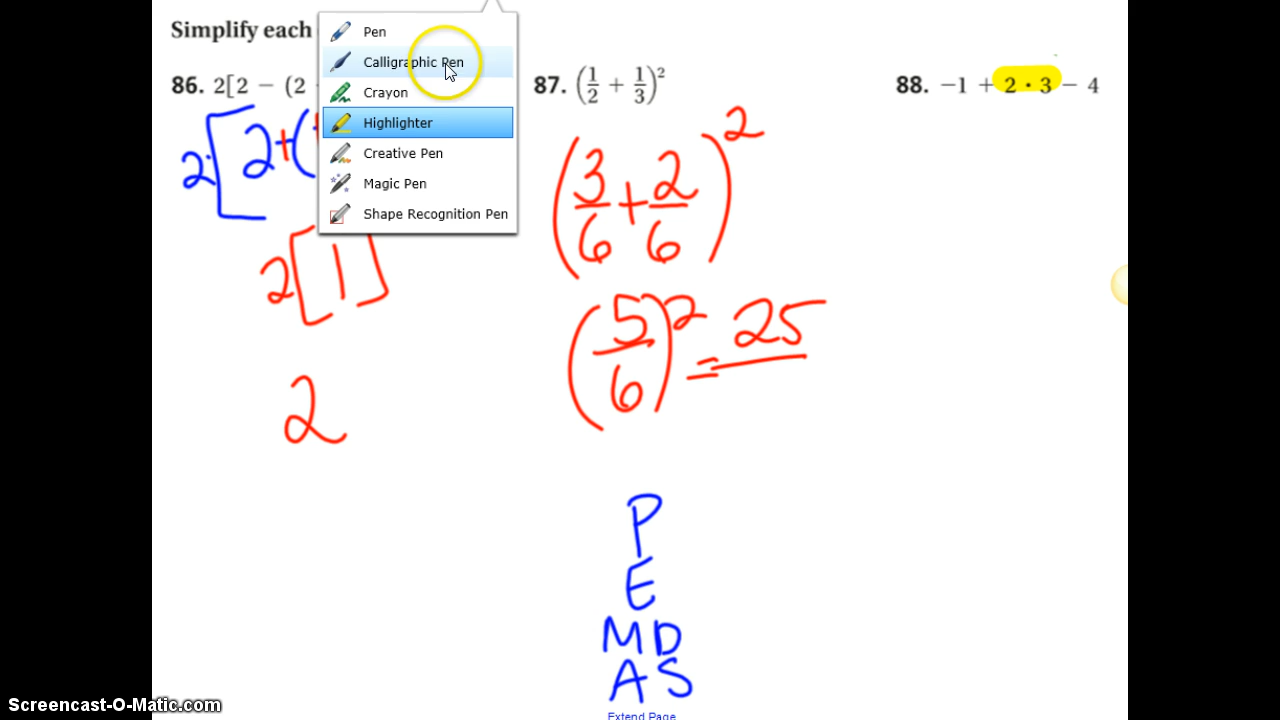 Simplify each
86. 2[2 − (2
87. (1/2 + 1/3)²
88. −1 + 2 • 3 − 4
Pen
Calligraphic Pen
Crayon
Highlighter
Creative Pen
Magic Pen
Shape Recognition Pen
2·[2+(
2[1]
2
(3/6 + 2/6)²
(5/6)² = 25
P
E
M D
A S
Extend Page
Screencast-O-Matic.com